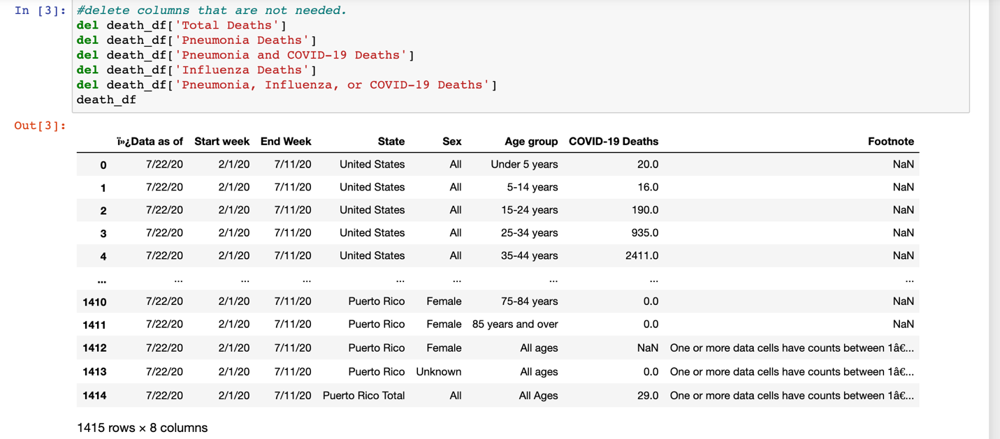 In [3]: #delete columns that are not needed.
del death_df['Total Deaths']
del death_df['Pneumonia Deaths']
del death_df['Pneumonia and COVID-19 Deaths']
del death_df['Influenza Deaths']
del death_df['Pneumonia, Influenza, or COVID-19 Deaths']
death_df
Out[3]:
ï»¿Data as of Start week End Week State Sex Age group COVID-19 Deaths Footnote
0 7/22/20 2/1/20 7/11/20 United States All Under 5 years 20.0 NaN
1 7/22/20 2/1/20 7/11/20 United States All 5-14 years 16.0 NaN
2 7/22/20 2/1/20 7/11/20 United States All 15-24 years 190.0 NaN
3 7/22/20 2/1/20 7/11/20 United States All 25-34 years 935.0 NaN
4 7/22/20 2/1/20 7/11/20 United States All 35-44 years 2411.0 NaN
... ... ... ... ... ... ... ... ...
1410 7/22/20 2/1/20 7/11/20 Puerto Rico Female 75-84 years 0.0 NaN
1411 7/22/20 2/1/20 7/11/20 Puerto Rico Female 85 years and over 0.0 NaN
1412 7/22/20 2/1/20 7/11/20 Puerto Rico Female All ages NaN One or more data cells have counts between 1â€...
1413 7/22/20 2/1/20 7/11/20 Puerto Rico Unknown All ages 0.0 One or more data cells have counts between 1â€...
1414 7/22/20 2/1/20 7/11/20 Puerto Rico Total All All Ages 29.0 One or more data cells have counts between 1â€...
1415 rows × 8 columns